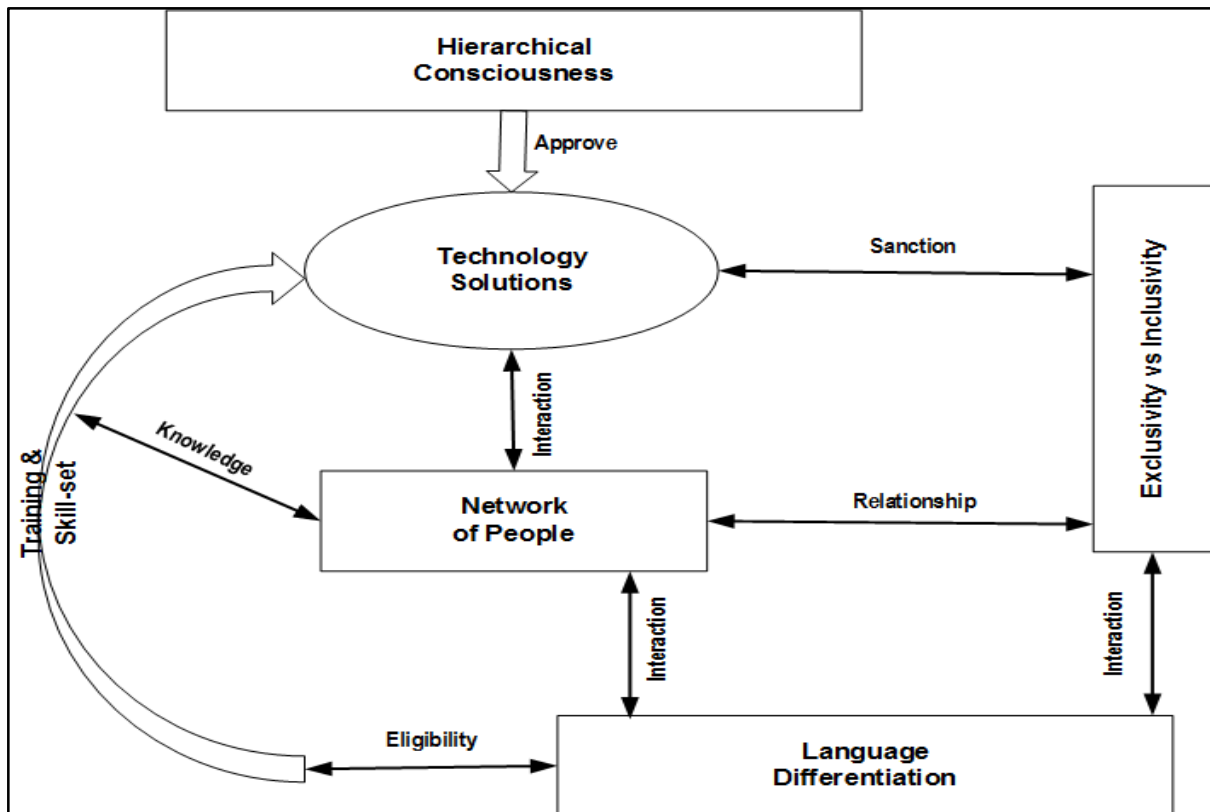 Hierarchical
Consciousness
Approve
Technology
Solutions
Sanction
Exclusivity vs Inclusivity
Interaction
Knowledge
Training &
Skill-set
Network
of People
Relationship
Interaction
Interaction
Eligibility
Language
Differentiation